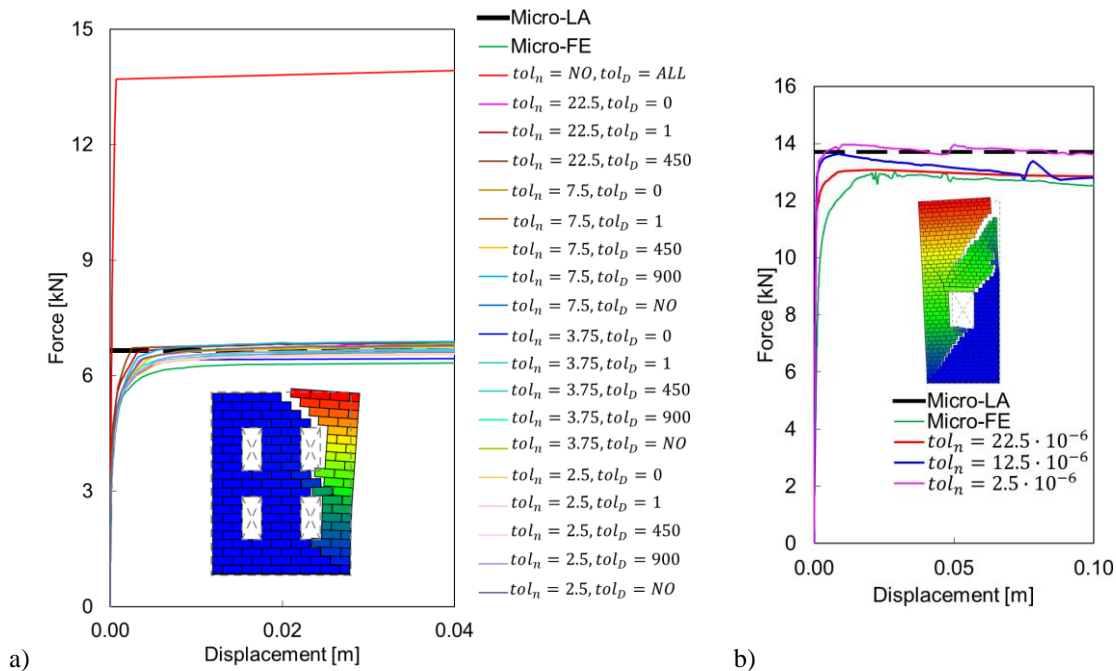 15
12
9
6
3
0
Force [kN]
0.00
0.02
0.04
Displacement [m]
a)
Micro-LA
Micro-FE
tol_n = NO, tol_D = ALL
tol_n = 22.5, tol_D = 0
tol_n = 22.5, tol_D = 1
tol_n = 22.5, tol_D = 450
tol_n = 7.5, tol_D = 0
tol_n = 7.5, tol_D = 1
tol_n = 7.5, tol_D = 450
tol_n = 7.5, tol_D = 900
tol_n = 7.5, tol_D = NO
tol_n = 3.75, tol_D = 0
tol_n = 3.75, tol_D = 1
tol_n = 3.75, tol_D = 450
tol_n = 3.75, tol_D = 900
tol_n = 3.75, tol_D = NO
tol_n = 2.5, tol_D = 0
tol_n = 2.5, tol_D = 1
tol_n = 2.5, tol_D = 450
tol_n = 2.5, tol_D = 900
tol_n = 2.5, tol_D = NO
16
14
12
10
8
6
4
2
0
Force [kN]
Micro-LA
Micro-FE
tol_n = 22.5 · 10^{-6}
tol_n = 12.5 · 10^{-6}
tol_n = 2.5 · 10^{-6}
0.00
0.05
0.10
Displacement [m]
b)